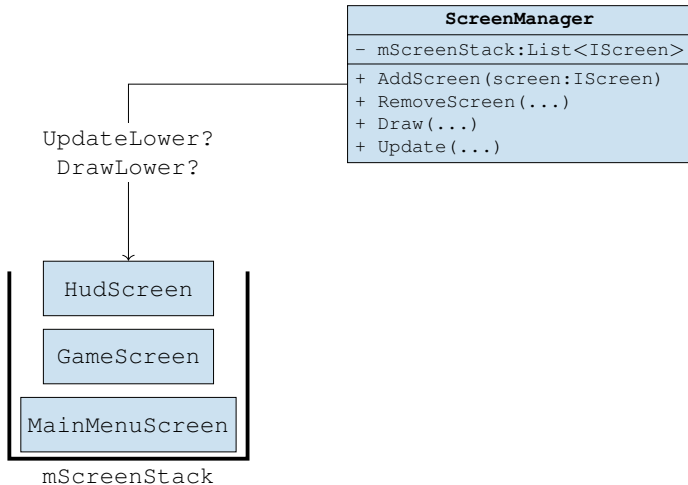 ScreenManager
- mScreenStack:List<IScreen>
+ AddScreen(screen:IScreen)
+ RemoveScreen(...)
+ Draw(...)
+ Update(...)
UpdateLower?
DrawLower?
HudScreen
GameScreen
MainMenuScreen
mScreenStack